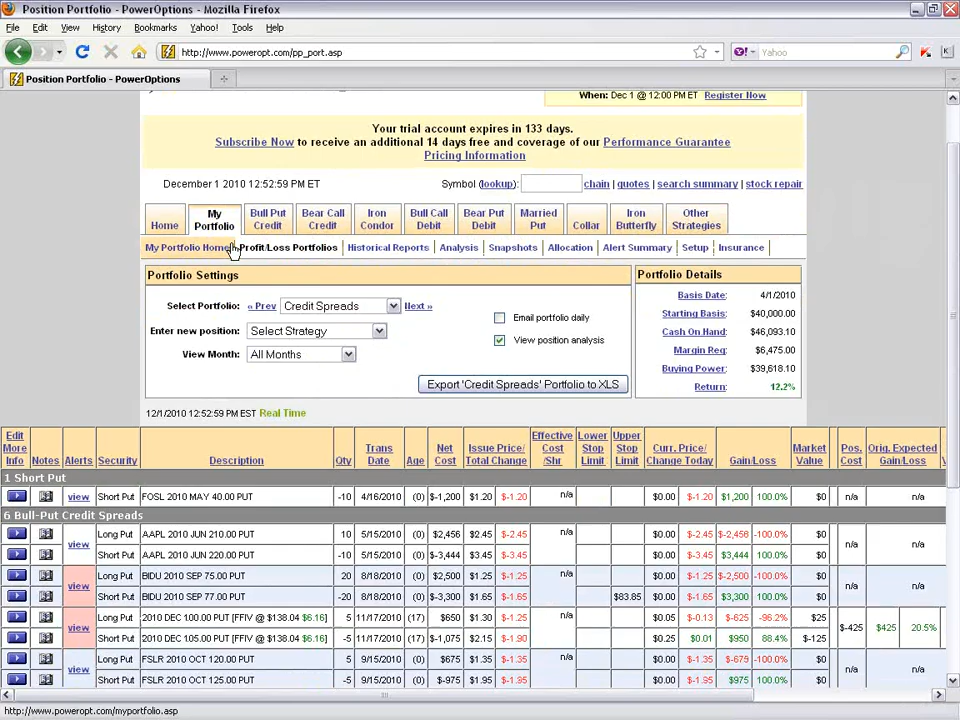 Position Portfolio - PowerOptions - Mozilla Firefox
File Edit View History Bookmarks Yahoo! Tools Help
http://www.poweropt.com/pp_port.asp
Y! Yahoo
Position Portfolio - PowerOptions
When: Dec 1 @ 12:00 PM ET Register Now
Your trial account expires in 133 days.
Subscribe Now to receive an additional 14 days free and coverage of our Performance Guarantee
Pricing Information
December 1 2010 12:52:59 PM ET Symbol (lookup): chain | quotes | search summary | stock repair
Home My Portfolio Bull Put Credit Bear Call Credit Iron Condor Bull Call Debit Bear Put Debit Married Put Collar Iron Butterfly Other Strategies
My Portfolio Home Profit/Loss Portfolios Historical Reports Analysis Snapshots Allocation Alert Summary Setup Insurance
Portfolio Settings
Select Portfolio: « Prev Credit Spreads Next »
Enter new position: Select Strategy
View Month: All Months
Email portfolio daily
View position analysis
Export 'Credit Spreads' Portfolio to XLS
Portfolio Details
Basis Date: 4/1/2010
Starting Basis: $40,000.00
Cash On Hand: $46,093.10
Margin Req: $6,475.00
Buying Power: $39,618.10
Return: 12.2%
12/1/2010 12:52:59 PM EST Real Time
Edit More Info Notes Alerts Security Description Qty Trans Date Age Net Cost Issue Price/ Total Change Effective Cost /Shr Lower Stop Limit Upper Stop Limit Curr. Price/ Change Today Gain/Loss Market Value Pos. Cost Orig. Expected Gain/Loss
1 Short Put
Short Put FOSL 2010 MAY 40.00 PUT -10 4/16/2010 (0) $-1,200 $1.20 $-1.20 n/a $0.00 $-1.20 $1,200 100.0% $0 n/a n/a
6 Bull-Put Credit Spreads
view
Long Put AAPL 2010 JUN 210.00 PUT 10 5/15/2010 (0) $2,456 $2.45 $-2.45 n/a $0.00 $-2.45 $-2,456 -100.0% $0 n/a n/a
view
Short Put AAPL 2010 JUN 220.00 PUT -10 5/15/2010 (0) $-3,444 $3.45 $-3.45 $0.00 $-3.45 $3,444 100.0% $0
Long Put BIDU 2010 SEP 75.00 PUT 20 8/18/2010 (0) $2,500 $1.25 $-1.25 n/a $0.00 $-1.25 $-2,500 -100.0% $0 n/a n/a
view
Short Put BIDU 2010 SEP 77.00 PUT -20 8/18/2010 (0) $-3,300 $1.65 $-1.65 $83.85 $0.00 $-1.65 $3,300 100.0% $0
Long Put 2010 DEC 100.00 PUT [FFIV @ $138.04 $6.16] 5 11/17/2010 (17) $650 $1.30 $-1.25 n/a $0.05 $-0.13 $-625 -96.2% $25 $-425 $425 20.5%
view
Short Put 2010 DEC 105.00 PUT [FFIV @ $138.04 $6.16] -5 11/17/2010 (17) $-1,075 $2.15 $-1.90 $0.25 $0.01 $950 88.4% $-125
Long Put FSLR 2010 OCT 120.00 PUT 5 9/15/2010 (0) $675 $1.35 $-1.35 n/a $0.00 $-1.35 $-679 -100.0% $0 n/a n/a
view
Short Put FSLR 2010 OCT 125.00 PUT -5 9/15/2010 (0) $-975 $1.95 $-1.95 $0.00 $-1.95 $975 100.0% $0
http://www.poweropt.com/myportfolio.asp